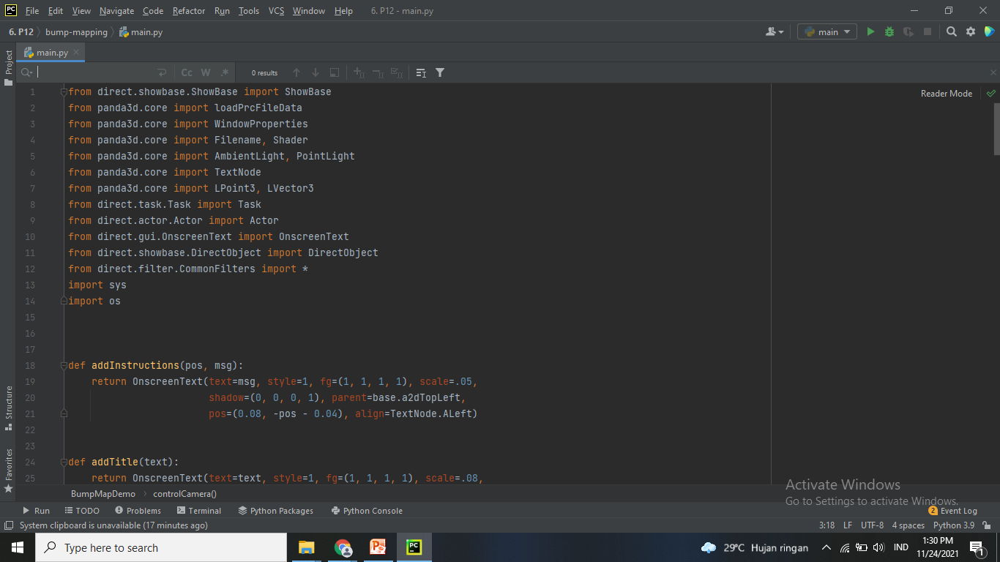 PC File Edit View Navigate Code Refactor Run Tools VCS Window Help 6. P12 - main.py
6. P12 bump-mapping main.py main
Project
main.py
Cc W .* 0 results
1 from direct.showbase.ShowBase import ShowBase
Reader Mode
2 from panda3d.core import loadPrcFileData
3 from panda3d.core import WindowProperties
4 from panda3d.core import Filename, Shader
5 from panda3d.core import AmbientLight, PointLight
6 from panda3d.core import TextNode
7 from panda3d.core import LPoint3, LVector3
8 from direct.task.Task import Task
9 from direct.actor.Actor import Actor
10 from direct.gui.OnscreenText import OnscreenText
11 from direct.showbase.DirectObject import DirectObject
12 from direct.filter.CommonFilters import *
13 import sys
14 import os
15
16
17
18 def addInstructions(pos, msg):
19 return OnscreenText(text=msg, style=1, fg=(1, 1, 1, 1), scale=.05,
20 shadow=(0, 0, 0, 1), parent=base.a2dTopLeft,
21 pos=(0.08, -pos - 0.04), align=TextNode.ALeft)
22
23
24 def addTitle(text):
25 return OnscreenText(text=text, style=1, fg=(1, 1, 1, 1), scale=.08,
Structure
Favorites
Activate Windows
Go to Settings to activate Windows.
BumpMapDemo controlCamera()
Run TODO Problems Terminal Python Packages Python Console 2 Event Log
System clipboard is unavailable (17 minutes ago) 3:18 LF UTF-8 4 spaces Python 3.9
Type here to search PC 29°C Hujan ringan IND 1:30 PM
11/24/2021 1